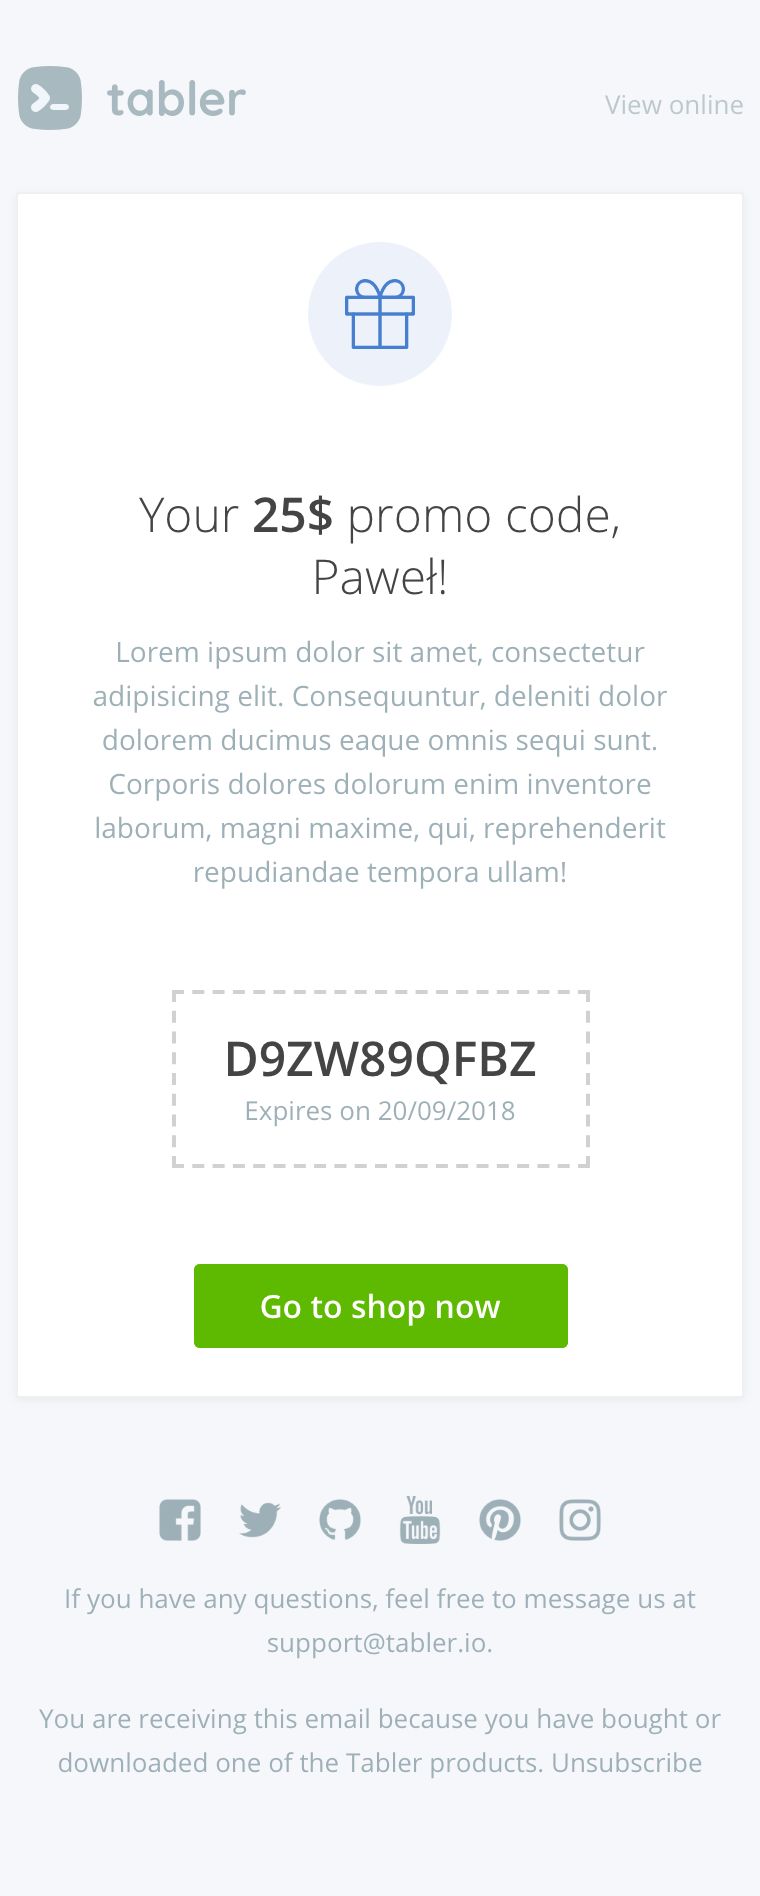 tabler
View online
Your 25$ promo code,
Paweł!
Lorem ipsum dolor sit amet, consectetur
adipisicing elit. Consequuntur, deleniti dolor
dolorem ducimus eaque omnis sequi sunt.
Corporis dolores dolorum enim inventore
laborum, magni maxime, qui, reprehenderit
repudiandae tempora ullam!
D9ZW89QFBZ
Expires on 20/09/2018
Go to shop now
You
Tube
If you have any questions, feel free to message us at
support@tabler.io.
You are receiving this email because you have bought or
downloaded one of the Tabler products. Unsubscribe